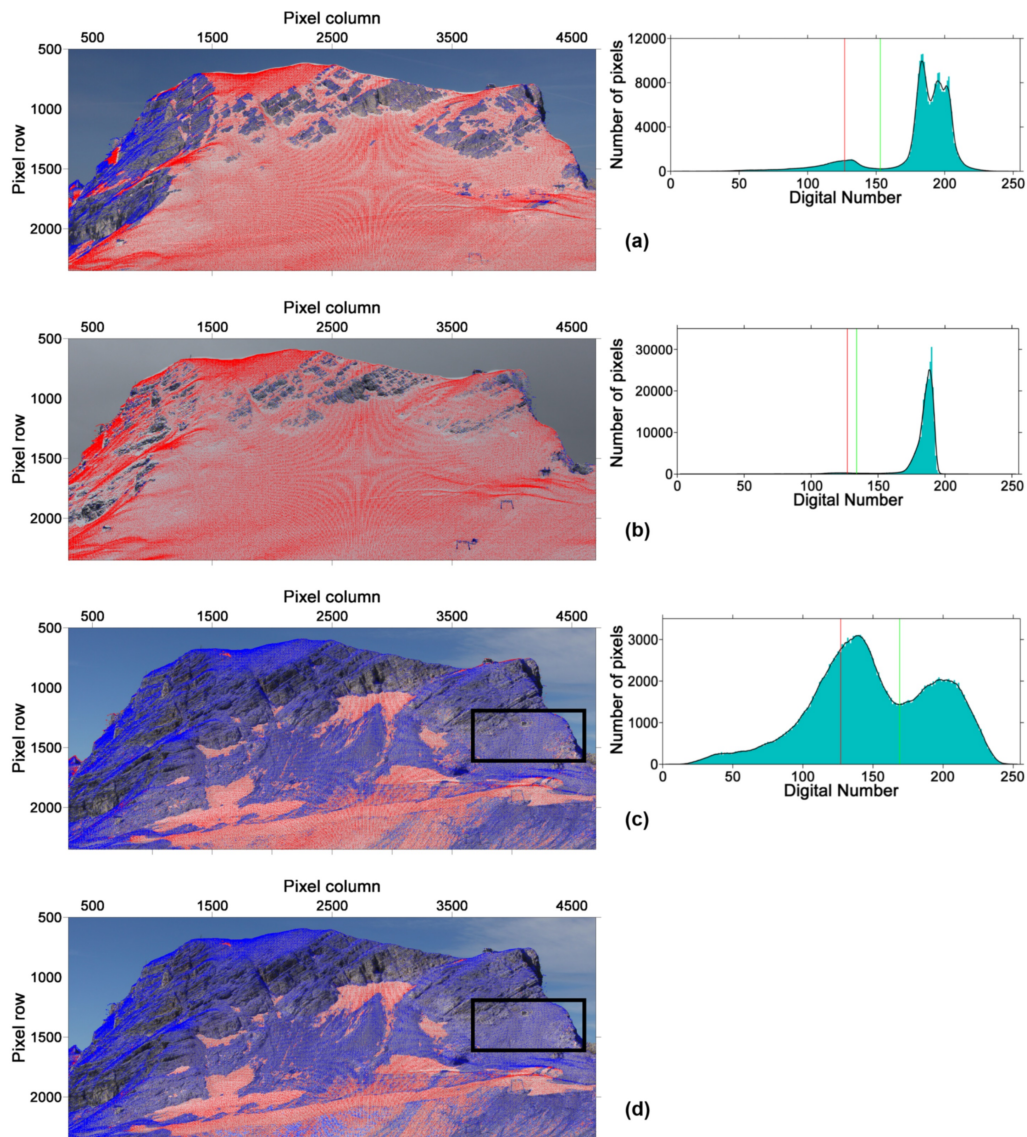 Pixel column
500 1500 2500 3500 4500
500
1000
1500
2000
Pixel row
Number of pixels
12000
8000
4000
0
0 50 100 150 200 250
Digital Number
(a)
Pixel column
500 1500 2500 3500 4500
500
1000
1500
2000
Pixel row
Number of pixels
30000
20000
10000
0
0 50 100 150 200 250
Digital Number
(b)
Pixel column
500 1500 2500 3500 4500
500
1000
1500
2000
Pixel row
Number of pixels
3000
2000
1000
0
0 50 100 150 200 250
Digital Number
(c)
Pixel column
500 1500 2500 3500 4500
500
1000
1500
2000
Pixel row
(d)